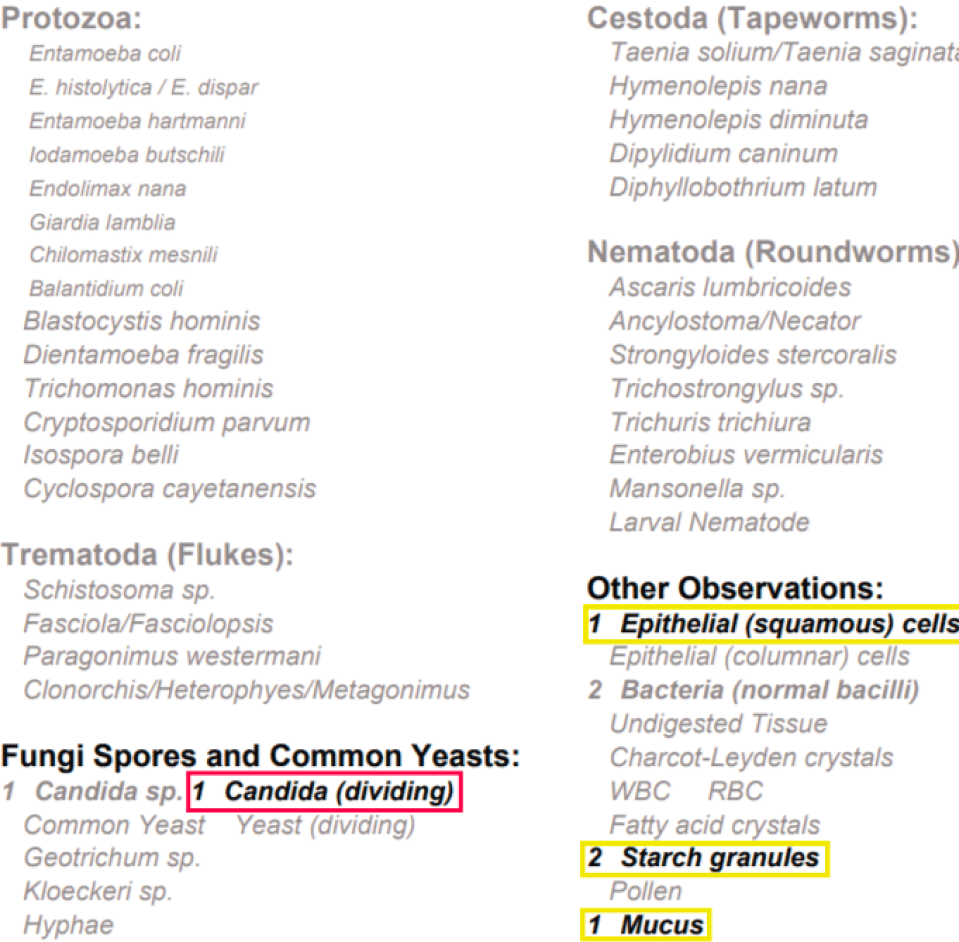 Protozoa:
Entamoeba coli
E. histolytica / E. dispar
Entamoeba hartmanni
Iodamoeba butschili
Endolimax nana
Giardia lamblia
Chilomastix mesnili
Balantidium coli
Blastocystis hominis
Dientamoeba fragilis
Trichomonas hominis
Cryptosporidium parvum
Isospora belli
Cyclospora cayetanensis
Trematoda (Flukes):
Schistosoma sp.
Fasciola/Fasciolopsis
Paragonimus westermani
Clonorchis/Heterophyes/Metagonimus
Fungi Spores and Common Yeasts:
1 Candida sp. 1 Candida (dividing)
Common Yeast Yeast (dividing)
Geotrichum sp.
Kloeckeri sp.
Hyphae
Cestoda (Tapeworms):
Taenia solium/Taenia saginata
Hymenolepis nana
Hymenolepis diminuta
Dipylidium caninum
Diphyllobothrium latum
Nematoda (Roundworms)
Ascaris lumbricoides
Ancylostoma/Necator
Strongyloides stercoralis
Trichostrongylus sp.
Trichuris trichiura
Enterobius vermicularis
Mansonella sp.
Larval Nematode
Other Observations:
1 Epithelial (squamous) cells
Epithelial (columnar) cells
2 Bacteria (normal bacilli)
Undigested Tissue
Charcot-Leyden crystals
WBC RBC
Fatty acid crystals
2 Starch granules
Pollen
1 Mucus